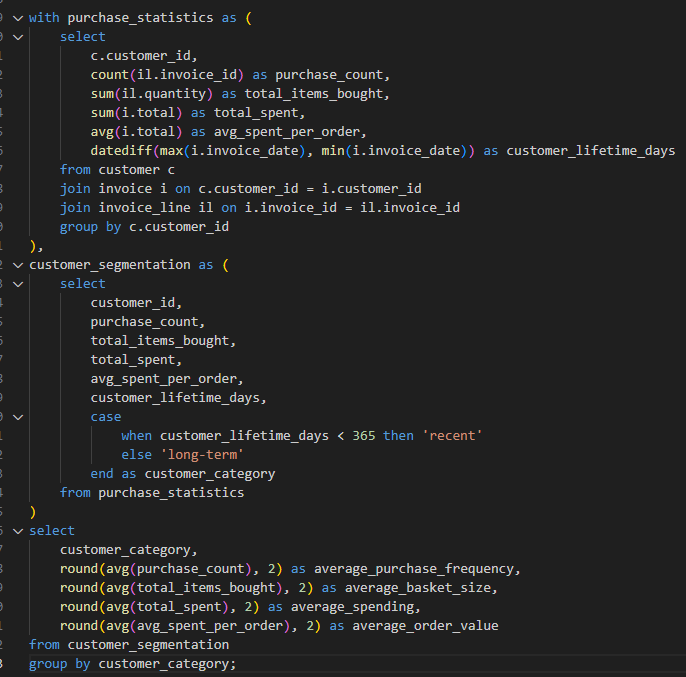 with purchase_statistics as (
    select
        c.customer_id,
        count(il.invoice_id) as purchase_count,
        sum(il.quantity) as total_items_bought,
        sum(i.total) as total_spent,
        avg(i.total) as avg_spent_per_order,
        datediff(max(i.invoice_date), min(i.invoice_date)) as customer_lifetime_days
    from customer c
    join invoice i on c.customer_id = i.customer_id
    join invoice_line il on i.invoice_id = il.invoice_id
    group by c.customer_id
),
customer_segmentation as (
    select
        customer_id,
        purchase_count,
        total_items_bought,
        total_spent,
        avg_spent_per_order,
        customer_lifetime_days,
        case
            when customer_lifetime_days < 365 then 'recent'
            else 'long-term'
        end as customer_category
    from purchase_statistics
)
select
    customer_category,
    round(avg(purchase_count), 2) as average_purchase_frequency,
    round(avg(total_items_bought), 2) as average_basket_size,
    round(avg(total_spent), 2) as average_spending,
    round(avg(avg_spent_per_order), 2) as average_order_value
from customer_segmentation
group by customer_category;